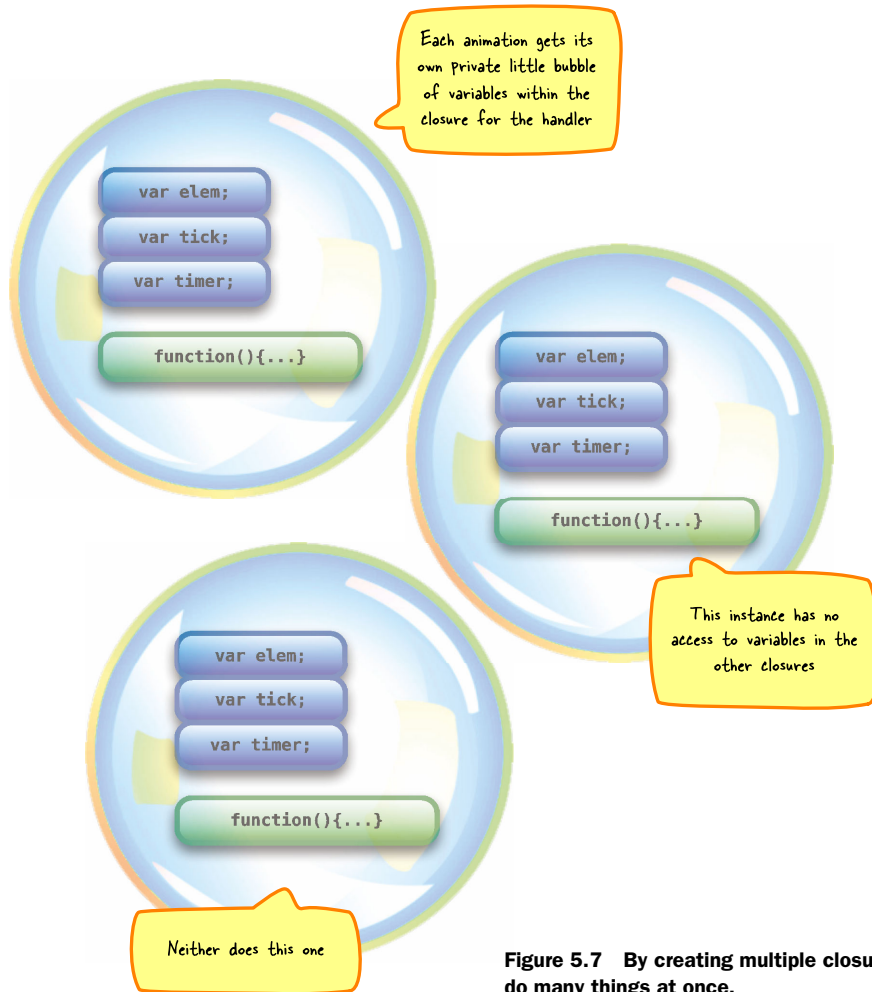 Each animation gets its
own private little bubble
of variables within the
closure for the handler
var elem;
var tick;
var timer;
function(){...}
var elem;
var tick;
var timer;
function(){...}
This instance has no
access to variables in the
other closures
var elem;
var tick;
var timer;
function(){...}
Neither does this one
Figure 5.7 By creating multiple
do many things at once.